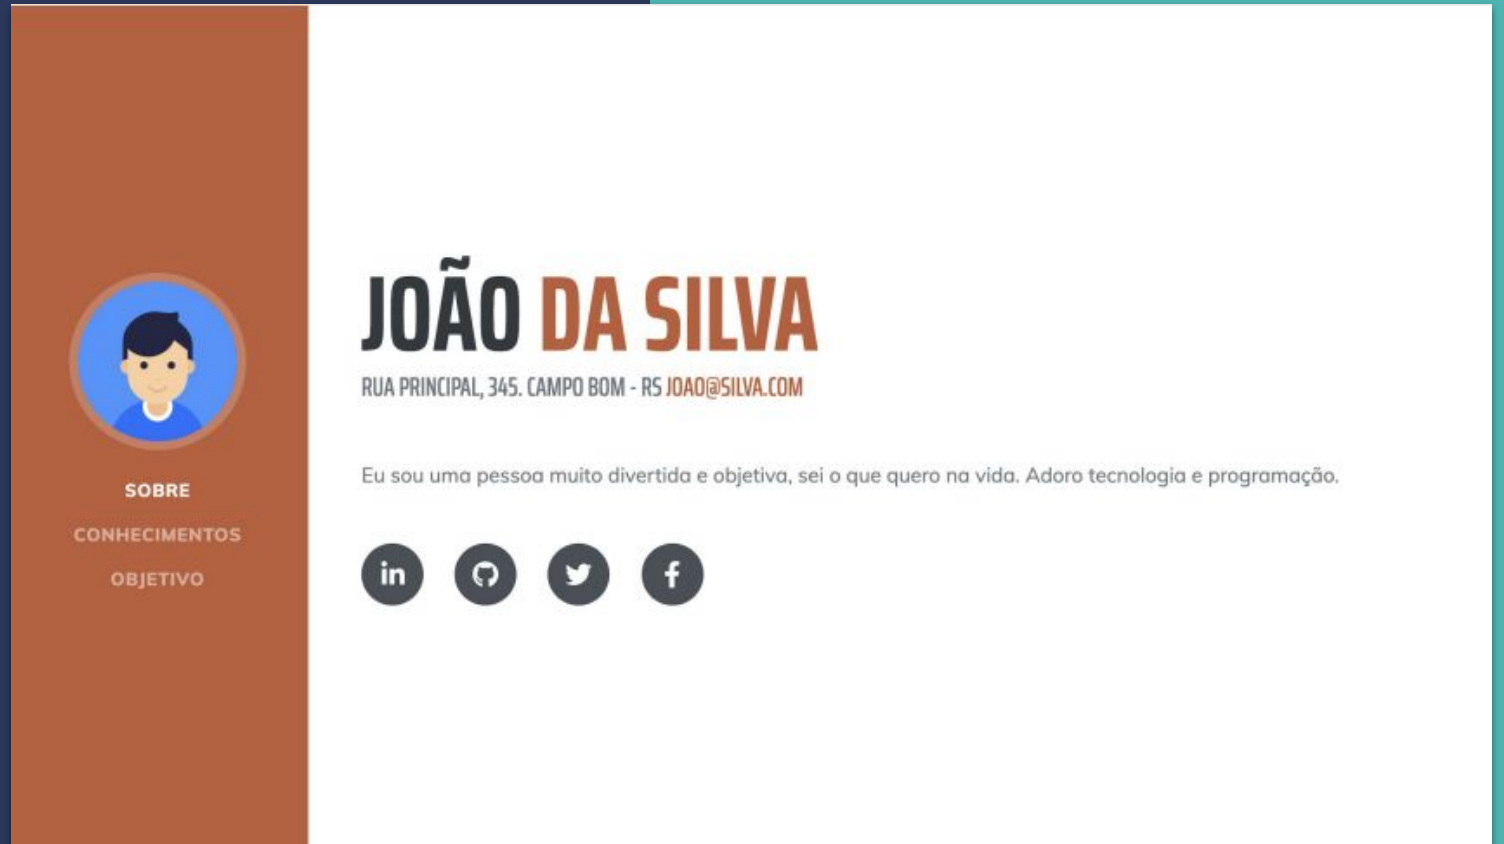 SOBRE
CONHECIMENTOS
OBJETIVO
JOÃO DA SILVA
RUA PRINCIPAL, 345. CAMPO BOM - RS JOAO@SILVA.COM
Eu sou uma pessoa muito divertida e objetiva, sei o que quero na vida. Adoro tecnologia e programação.
in
f